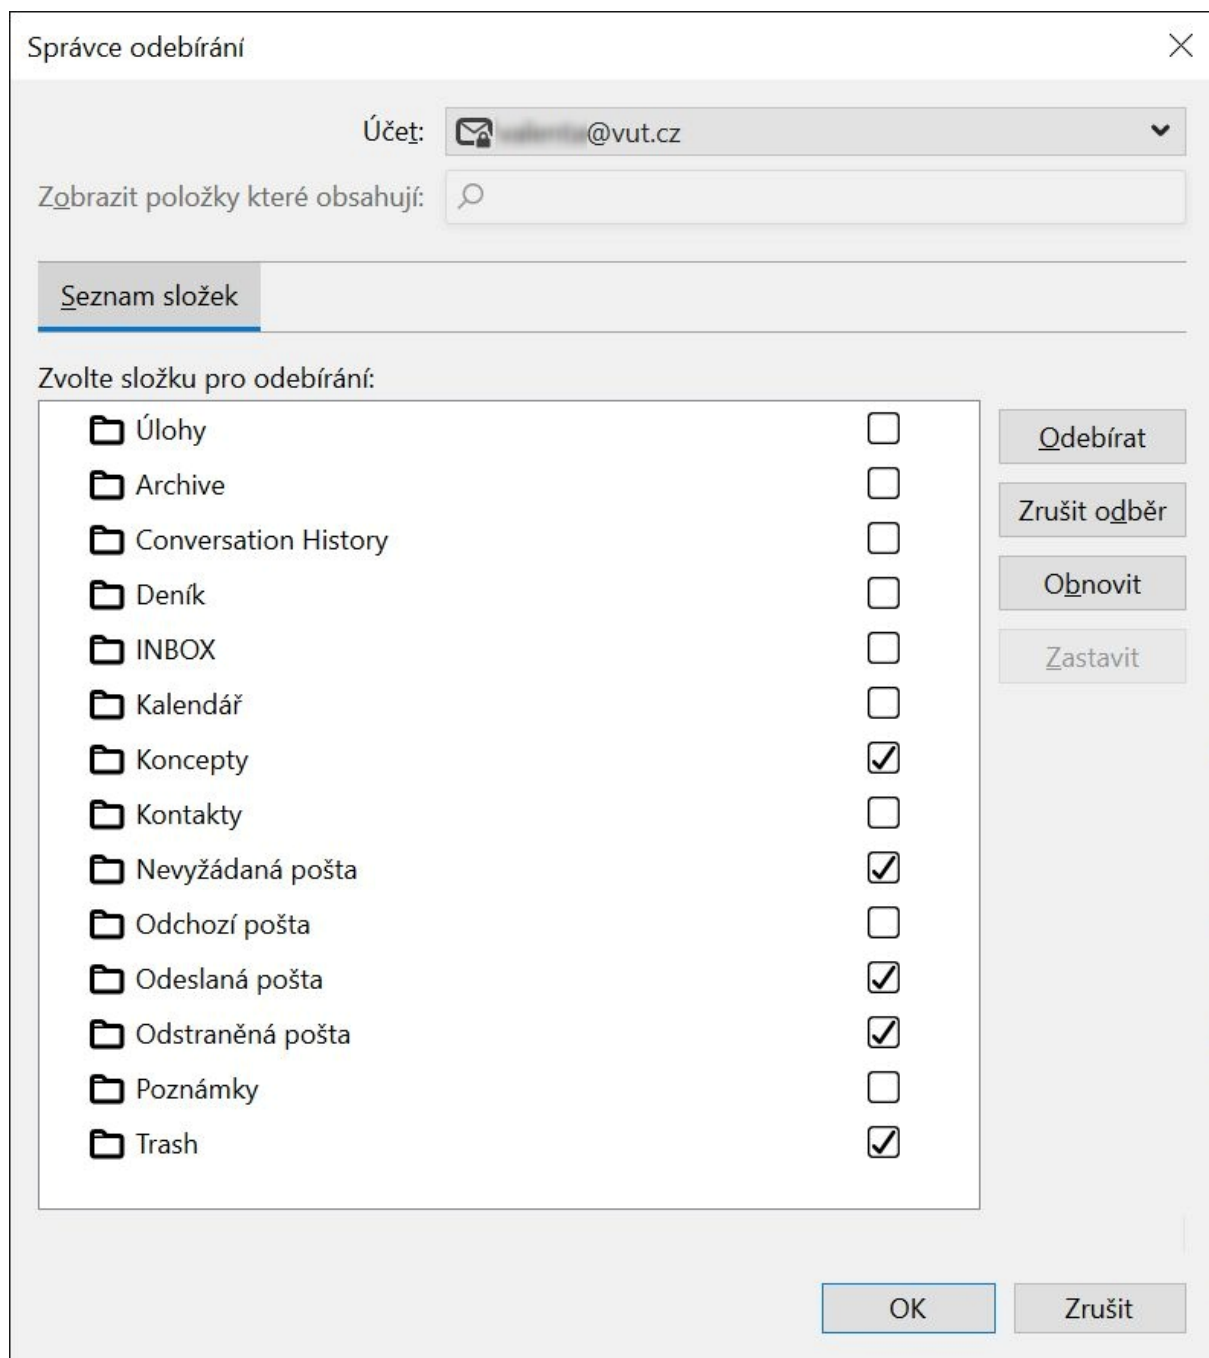 Správce odebírání
Účet: @vut.cz
Zobrazit položky které obsahují:
Seznam složek
Zvolte složku pro odebírání:
Úlohy
Archive
Conversation History
Deník
INBOX
Kalendář
Koncepty
Kontakty
Nevyžádaná pošta
Odchozí pošta
Odeslaná pošta
Odstraněná pošta
Poznámky
Trash
Odebírat
Zrušit odběr
Obnovit
Zastavit
OK
Zrušit